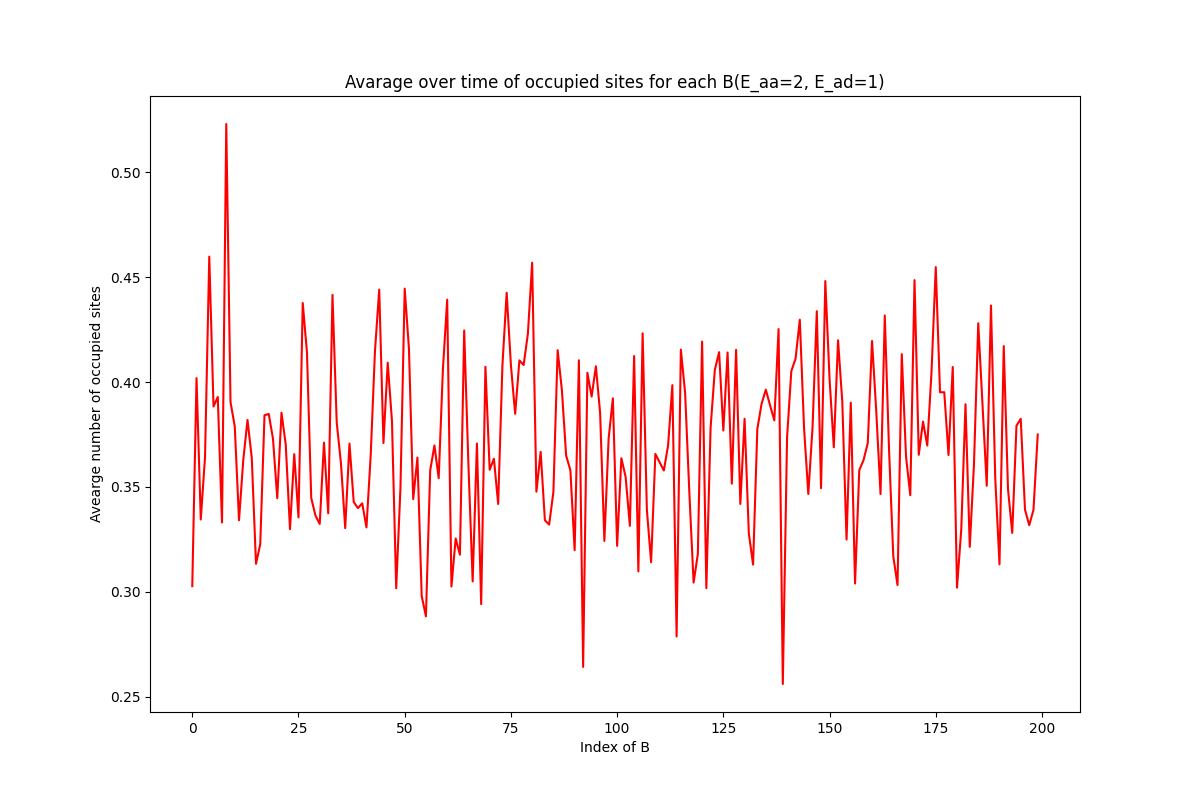 Avarage over time of occupied sites for each B(E_aa=2, E_ad=1)
Avearge number of occupied sites
0.50
0.45
0.40
0.35
0.30
0.25
0 25 50 75 100 125 150 175 200
Index of B